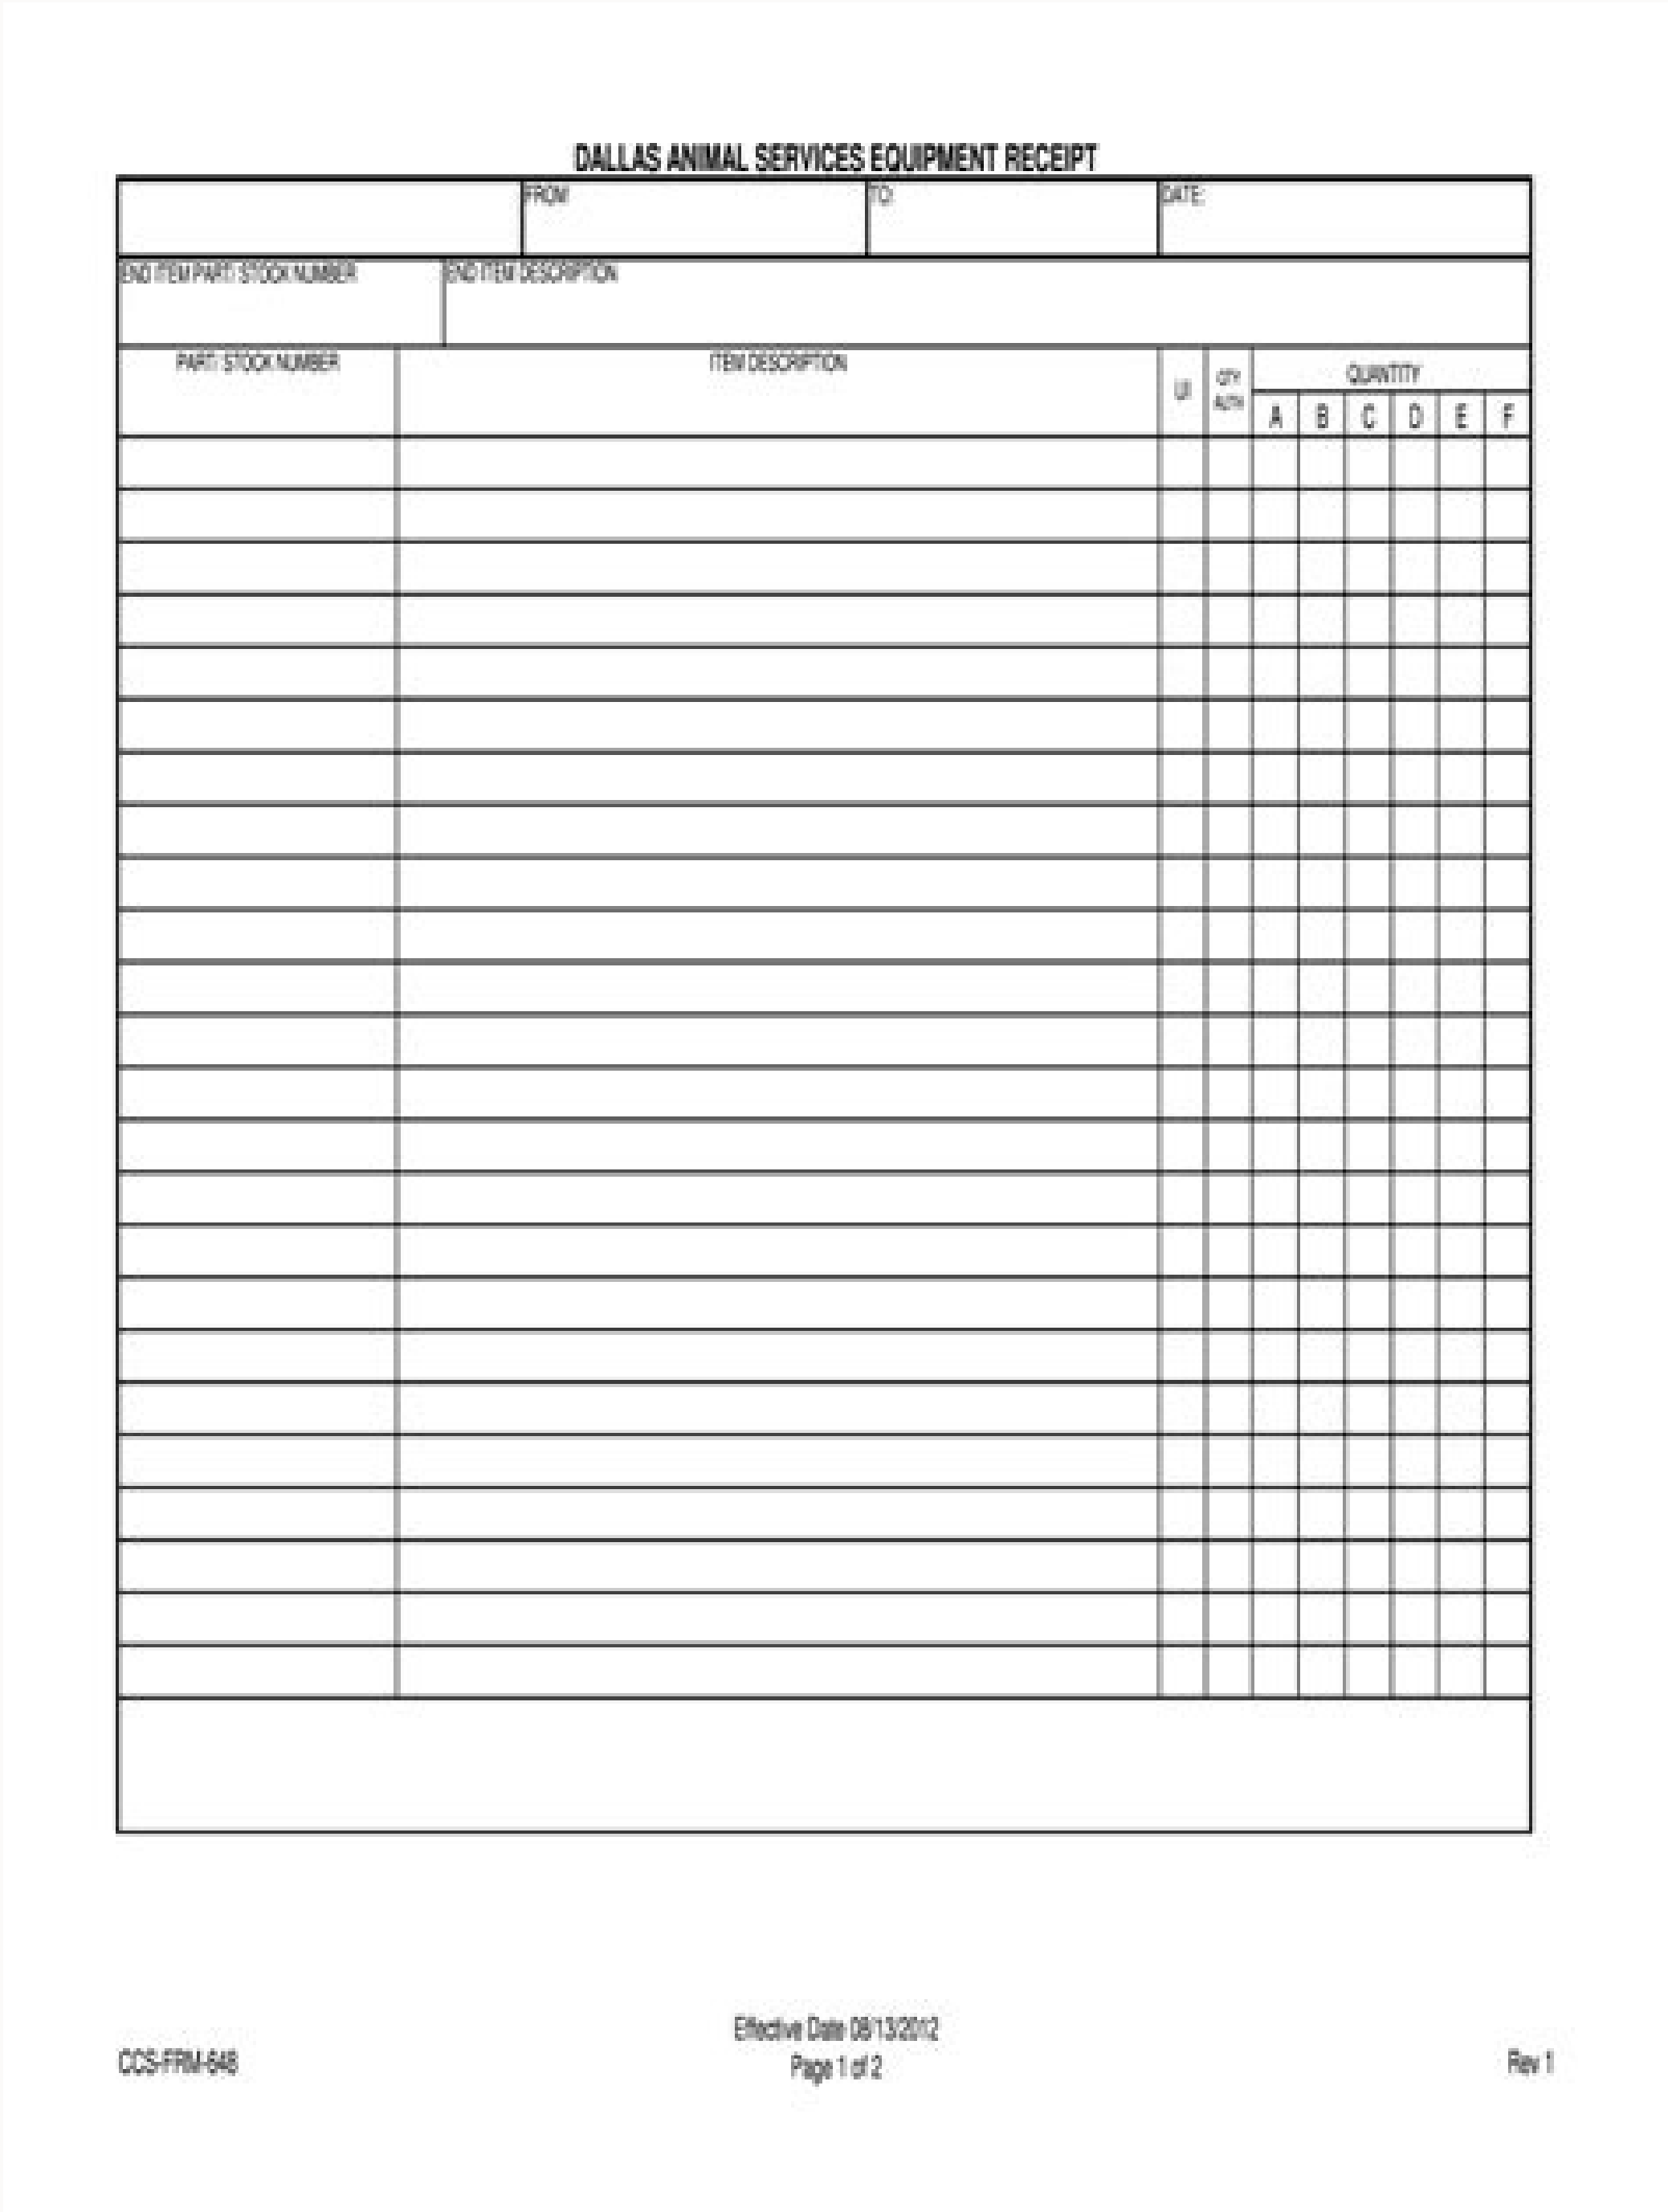 DALLAS ANIMAL SERVICES EQUIPMENT RECEIPT
FROM TO DATE:
END ITEM PART/ STOCK NUMBER END ITEM DESCRIPTION
PART/ STOCK NUMBER ITEM DESCRIPTION UI QTY AUTH QUANTITY
A B C D E F
Effective Date 08/13/2012
CCS-FRM-648 Page 1 of 2 Rev 1